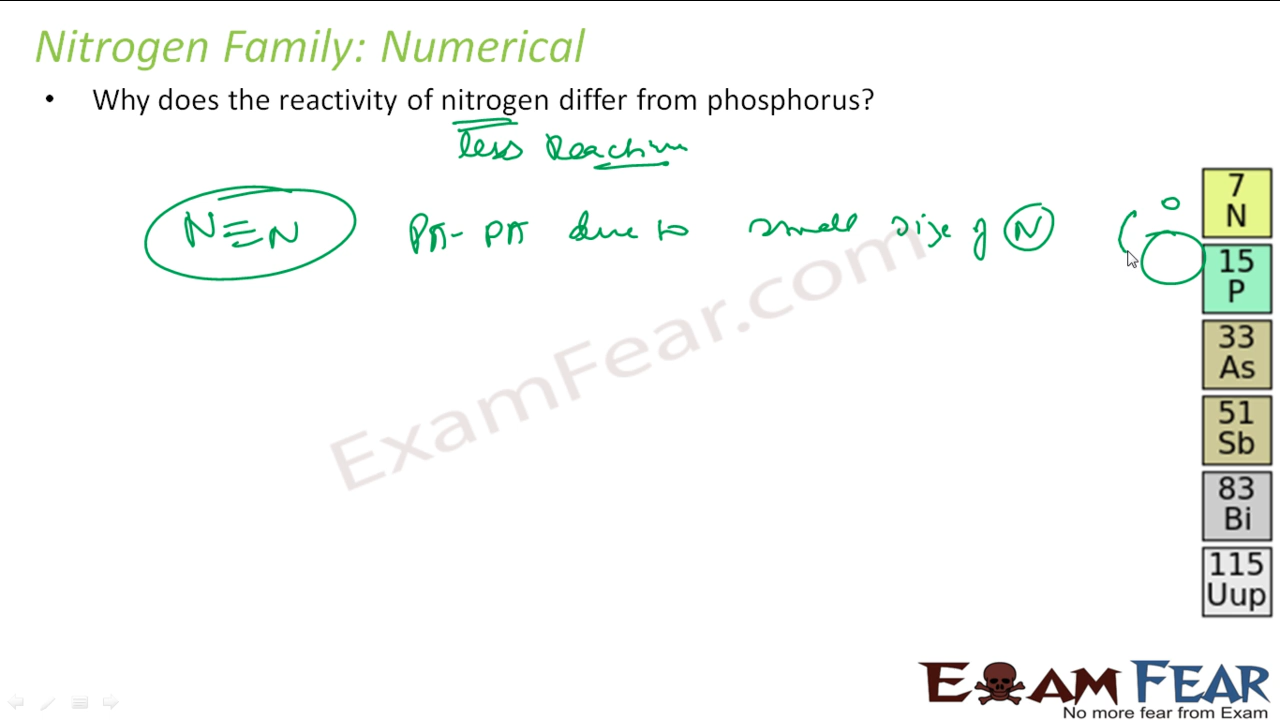 Nitrogen Family: Numerical
• Why does the reactivity of nitrogen differ from phosphorus?
less Reactive
N≡N Pπ- Pπ due to small size of N (
7
N
15
P
33
As
51
Sb
83
Bi
115
Uup
ExamFear.com
EXAM FEAR
No more fear from Exam